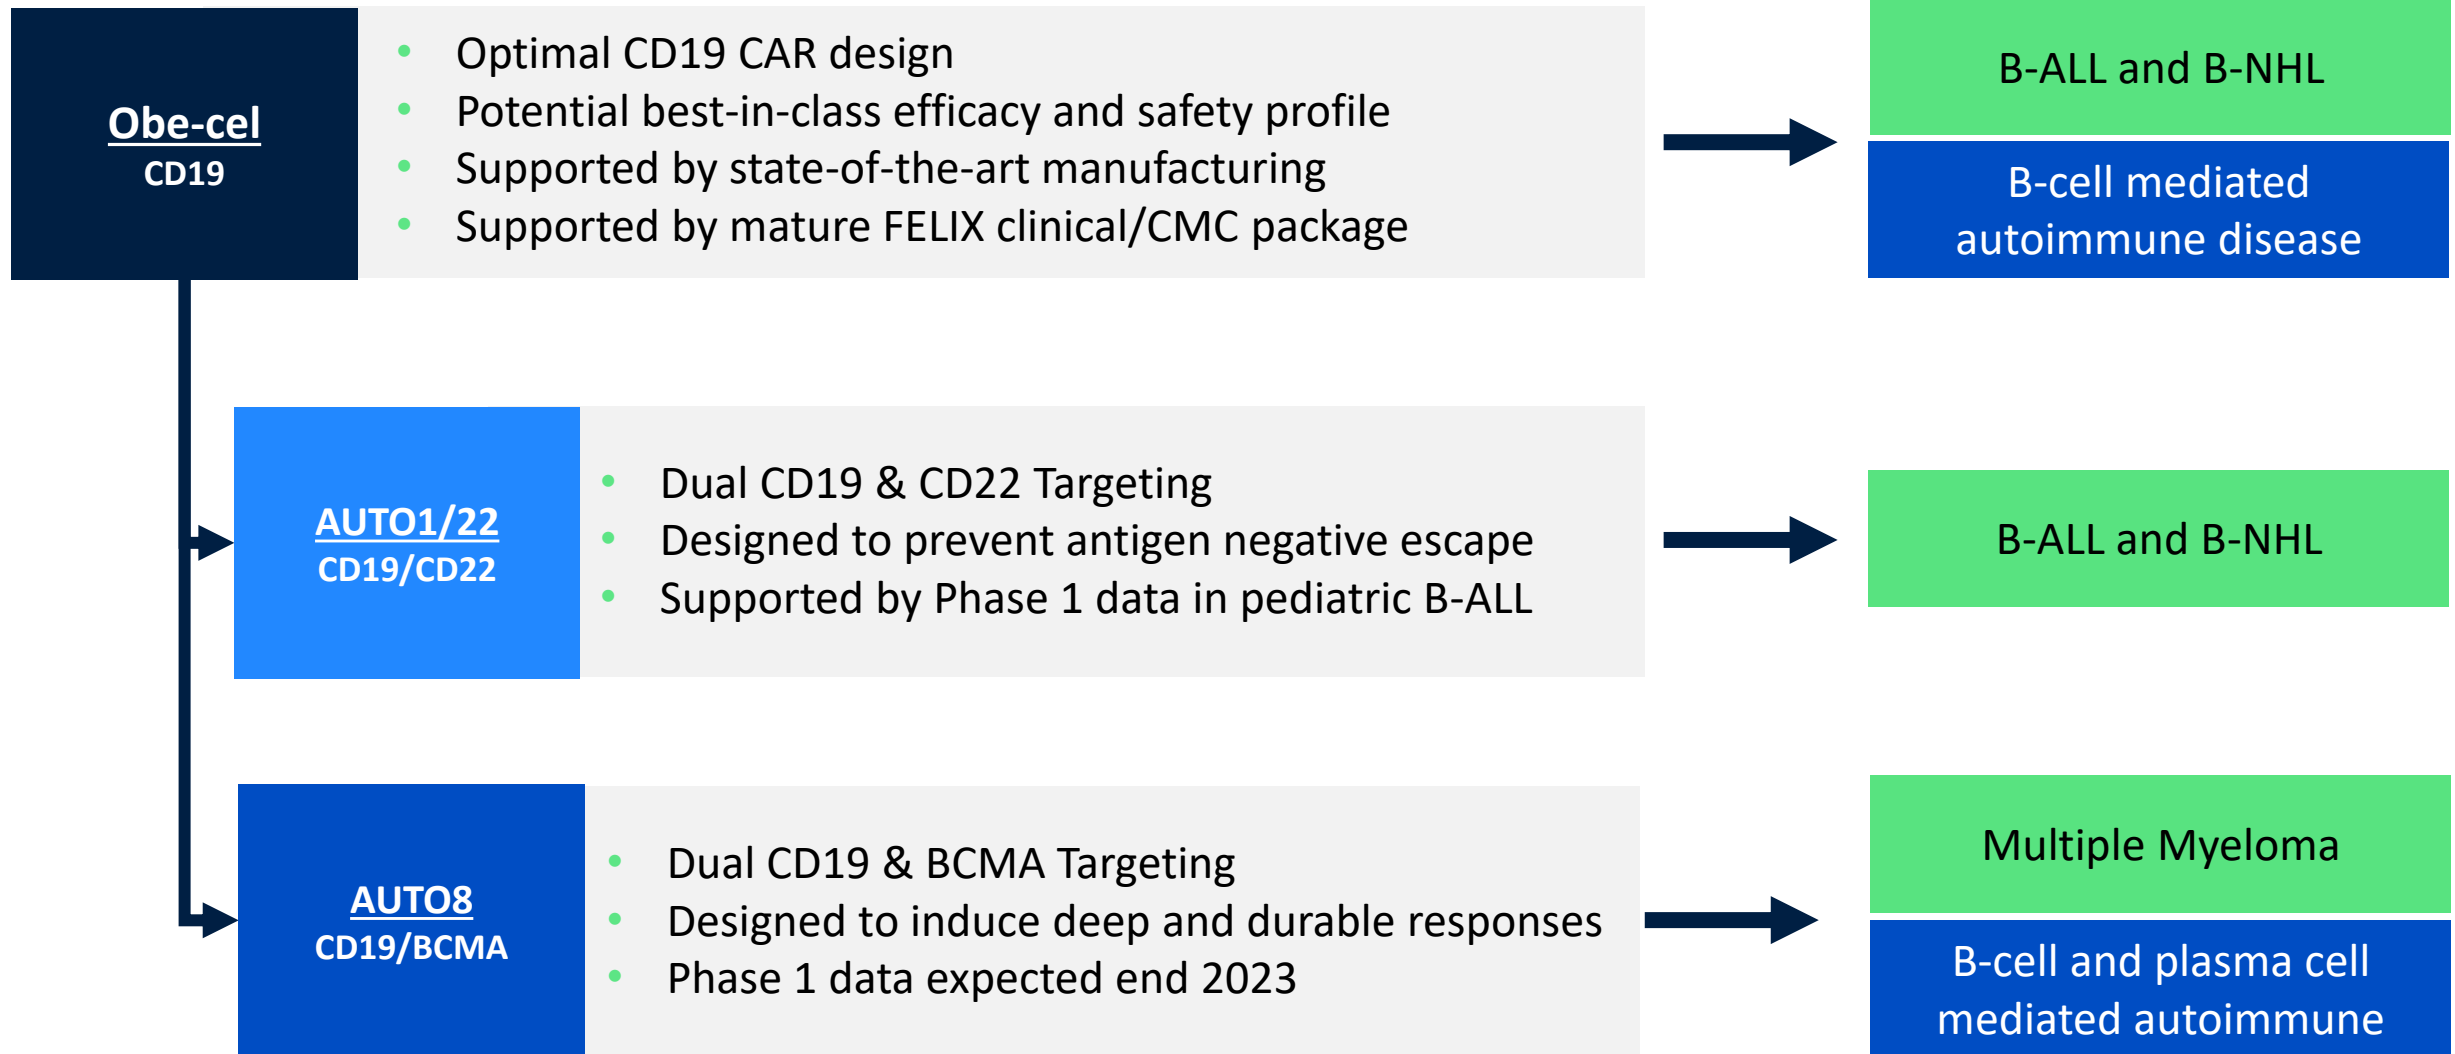 Obe-cel
CD19
• Optimal CD19 CAR design
• Potential best-in-class efficacy and safety profile
• Supported by state-of-the-art manufacturing
• Supported by mature FELIX clinical/CMC package
B-ALL and B-NHL
B-cell mediated
autoimmune disease
AUTO1/22
CD19/CD22
• Dual CD19 & CD22 Targeting
• Designed to prevent antigen negative escape
• Supported by Phase 1 data in pediatric B-ALL
B-ALL and B-NHL
AUTO8
CD19/BCMA
• Dual CD19 & BCMA Targeting
• Designed to induce deep and durable responses
• Phase 1 data expected end 2023
Multiple Myeloma
B-cell and plasma cell
mediated autoimmune